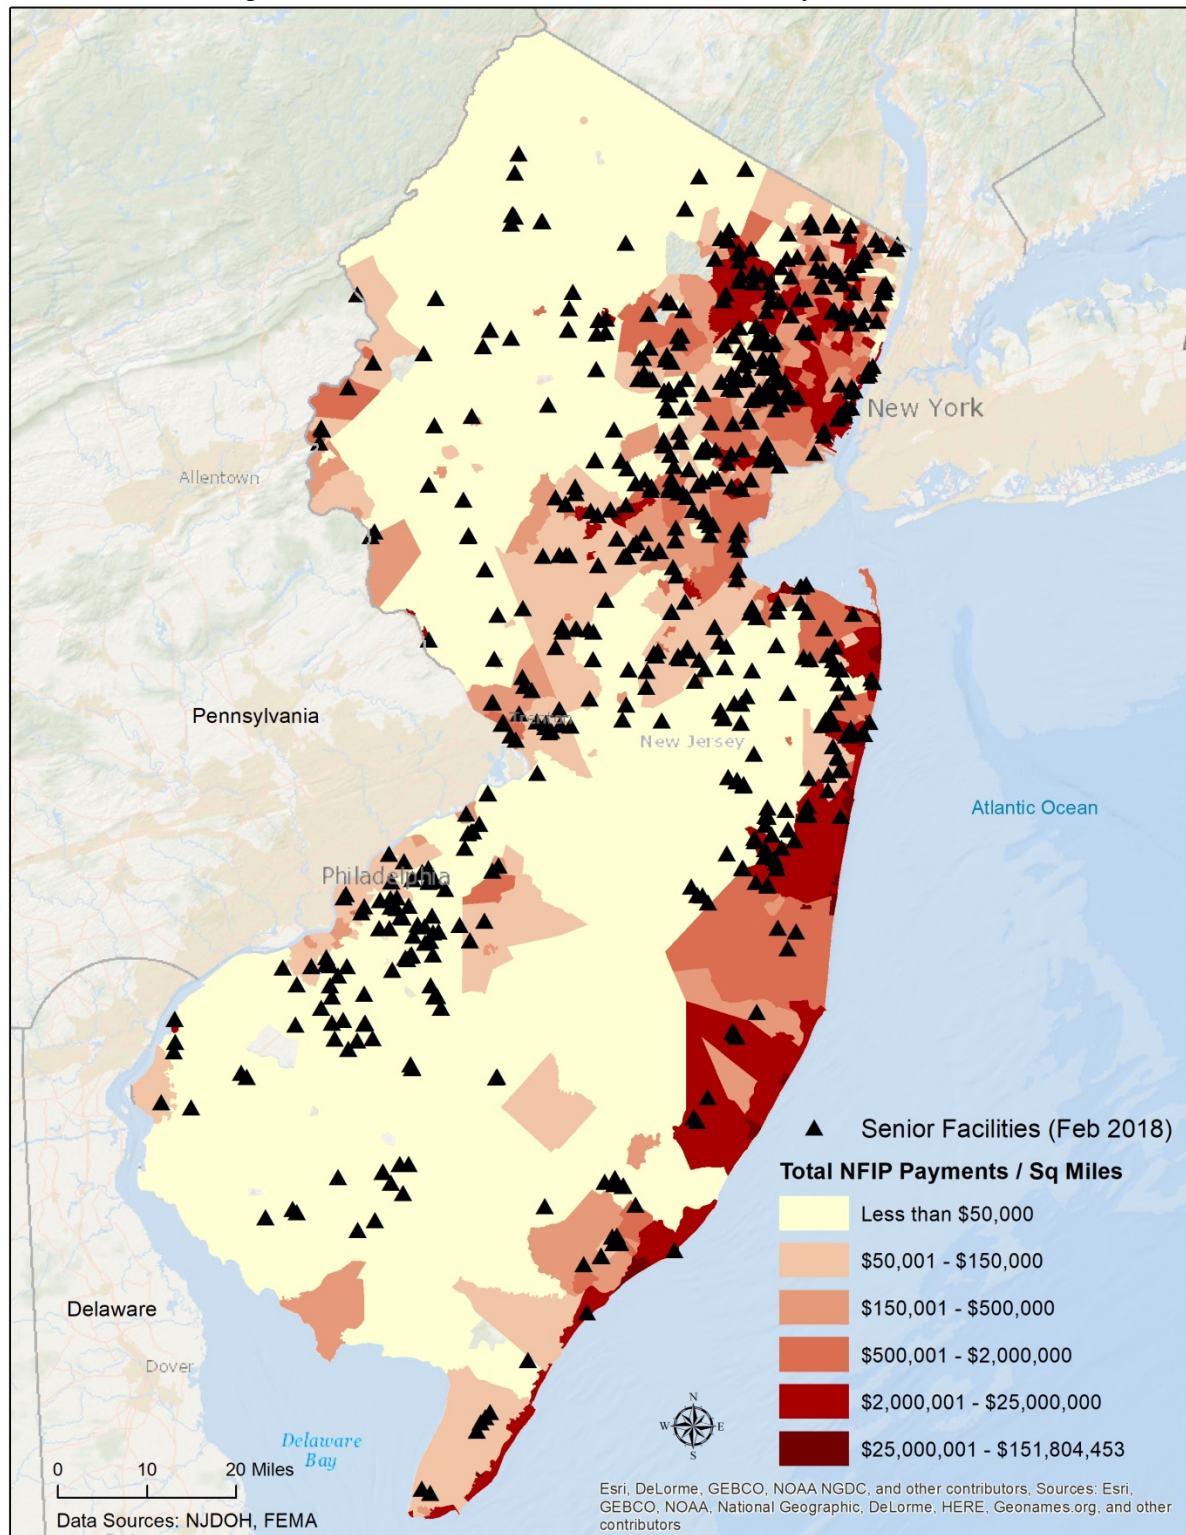 Allentown
New York
Pennsylvania
Trenton
New Jersey
Atlantic Ocean
Philadelphia
Senior Facilities (Feb 2018)
Total NFIP Payments / Sq Miles
Less than $50,000
$50,001 - $150,000
$150,001 - $500,000
$500,001 - $2,000,000
$2,000,001 - $25,000,000
$25,000,001 - $151,804,453
Delaware
Dover
Delaware
Bay
N
W
E
S
0 10 20 Miles
Data Sources: NJDOH, FEMA
Esri, DeLorme, GEBCO, NOAA NGDC, and other contributors, Sources: Esri,
GEBCO, NOAA, National Geographic, DeLorme, HERE, Geonames.org, and other
contributors